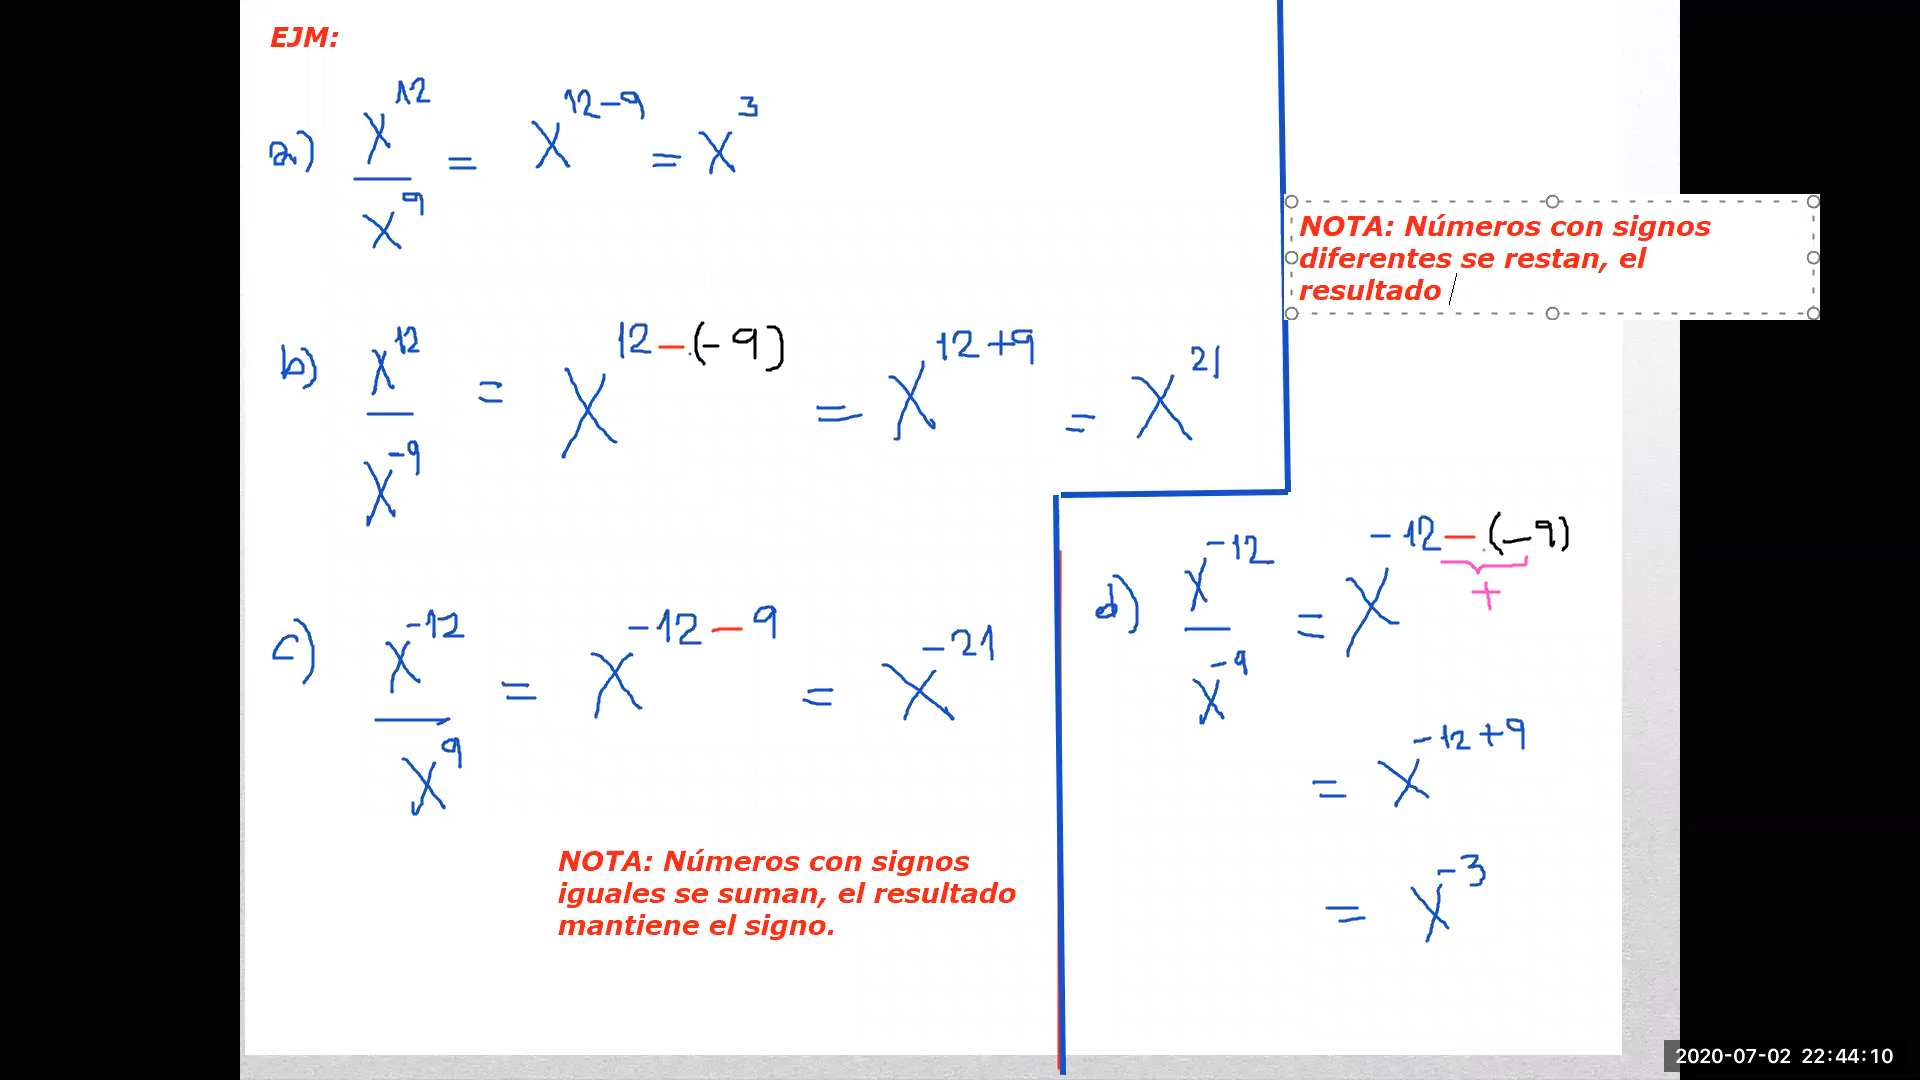 EJM:
a) x^12 / x^9 = x^(12-9) = x^3
NOTA: Números con signos
diferentes se restan, el
resultado
b) x^12 / x^-9 = x^(12-(-9)) = x^(12+9) = x^21
c) x^-12 / x^9 = x^(-12-9) = x^-21
NOTA: Números con signos
iguales se suman, el resultado
mantiene el signo.
d) x^-12 / x^-9 = x^(-12-(-9))
+
= x^(-12+9)
= x^-3
2020-07-02 22:44:10